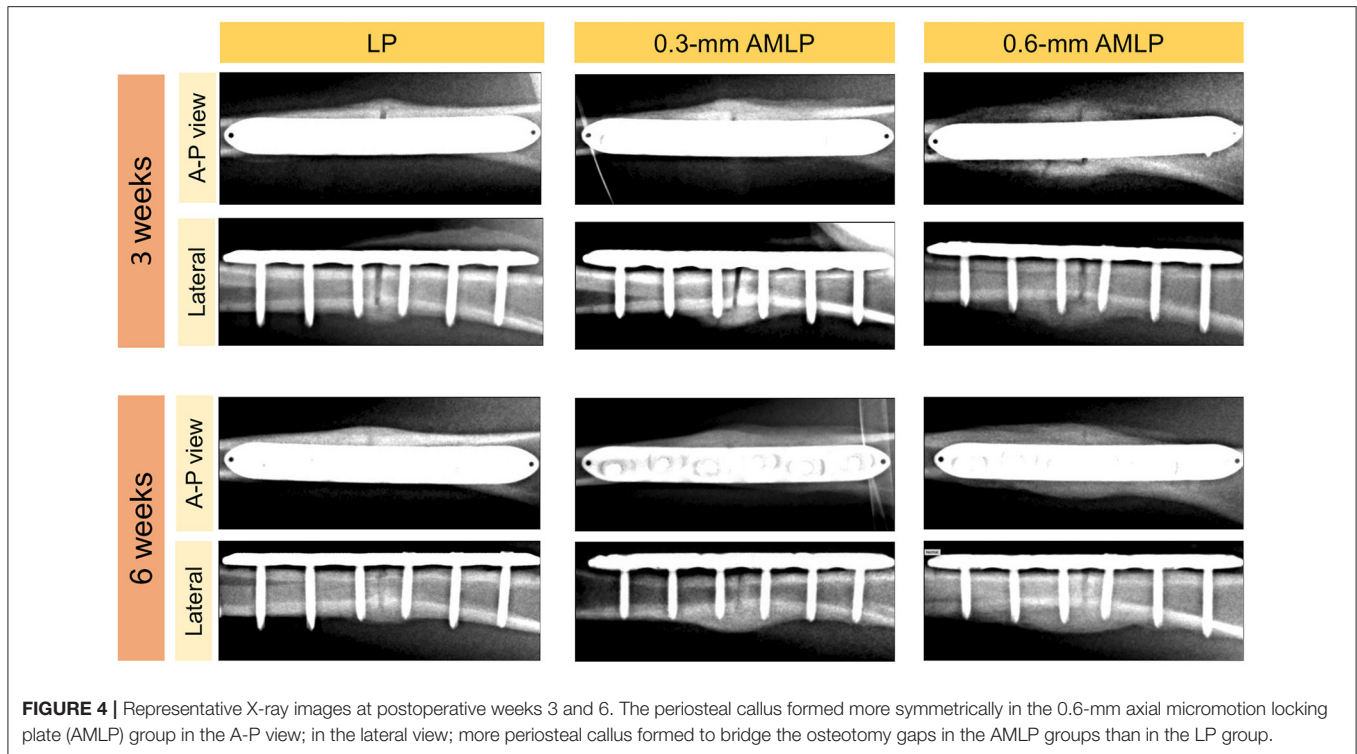 LP
0.3-mm AMLP
0.6-mm AMLP
3 weeks
A-P view
Lateral
6 weeks
A-P view
Lateral
FIGURE 4 | Representative X-ray images at postoperative weeks 3 and 6. The periosteal callus formed more symmetrically in the 0.6-mm axial micromotion locking
plate (AMLP) group in the A-P view; in the lateral view; more periosteal callus formed to bridge the osteotomy gaps in the AMLP groups than in the LP group.